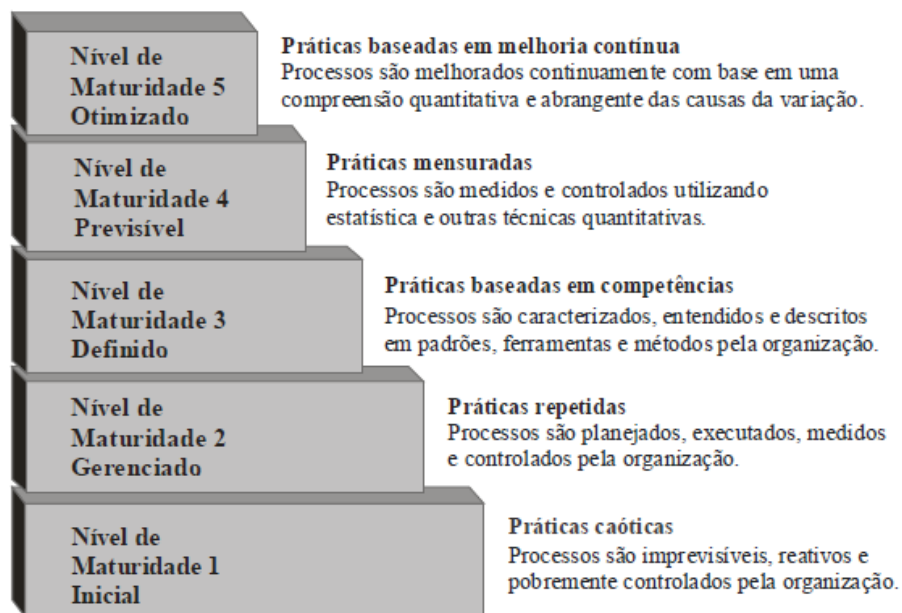 Nível de
Maturidade 5
Otimizado
Práticas baseadas em melhoria contínua
Processos são melhorados continuamente com base em uma
compreensão quantitativa e abrangente das causas da variação.
Nível de
Maturidade 4
Previsível
Práticas mensuradas
Processos são medidos e controlados utilizando
estatística e outras técnicas quantitativas.
Nível de
Maturidade 3
Definido
Práticas baseadas em competências
Processos são caracterizados, entendidos e descritos
em padrões, ferramentas e métodos pela organização.
Nível de
Maturidade 2
Gerenciado
Práticas repetidas
Processos são planejados, executados, medidos
e controlados pela organização.
Nível de
Maturidade 1
Inicial
Práticas caóticas
Processos são imprevisíveis, reativos e
pobremente controlados pela organização.